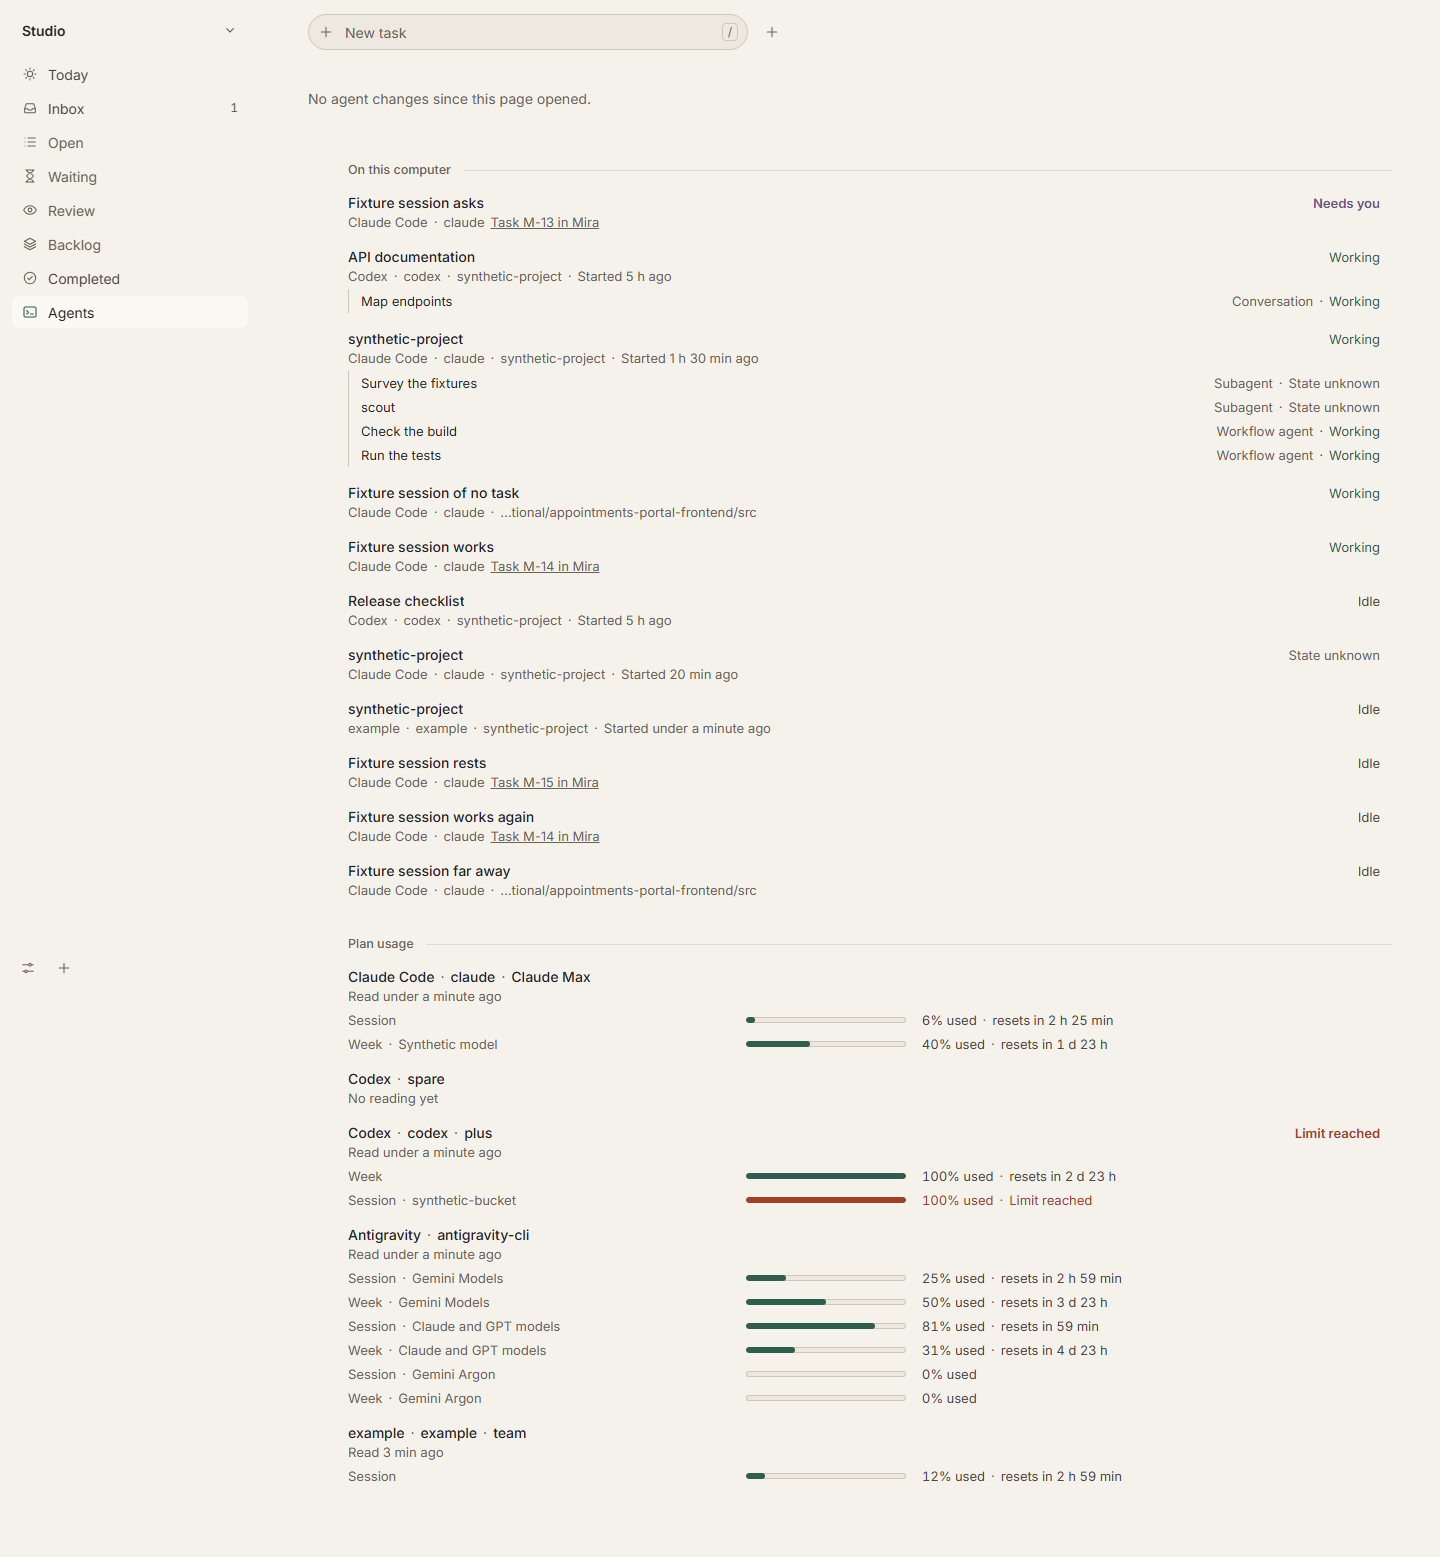 Studio
Today
Inbox 1
Open
Waiting
Review
Backlog
Completed
Agents
New task /
No agent changes since this page opened.
On this computer
Fixture session asks Needs you
Claude Code · claude Task M-13 in Mira
API documentation Working
Codex · codex · synthetic-project · Started 5 h ago
Map endpoints Conversation · Working
synthetic-project Working
Claude Code · claude · synthetic-project · Started 1 h 30 min ago
Survey the fixtures Subagent · State unknown
scout Subagent · State unknown
Check the build Workflow agent · Working
Run the tests Workflow agent · Working
Fixture session of no task Working
Claude Code · claude · …tional/appointments-portal-frontend/src
Fixture session works Working
Claude Code · claude Task M-14 in Mira
Release checklist Idle
Codex · codex · synthetic-project · Started 5 h ago
synthetic-project State unknown
Claude Code · claude · synthetic-project · Started 20 min ago
synthetic-project Idle
example · example · synthetic-project · Started under a minute ago
Fixture session rests Idle
Claude Code · claude Task M-15 in Mira
Fixture session works again Idle
Claude Code · claude Task M-14 in Mira
Fixture session far away Idle
Claude Code · claude · …tional/appointments-portal-frontend/src
Plan usage
Claude Code · claude · Claude Max
Read under a minute ago
Session 6% used · resets in 2 h 25 min
Week · Synthetic model 40% used · resets in 1 d 23 h
Codex · spare
No reading yet
Codex · codex · plus Limit reached
Read under a minute ago
Week 100% used · resets in 2 d 23 h
Session · synthetic-bucket 100% used · Limit reached
Antigravity · antigravity-cli
Read under a minute ago
Session · Gemini Models 25% used · resets in 2 h 59 min
Week · Gemini Models 50% used · resets in 3 d 23 h
Session · Claude and GPT models 81% used · resets in 59 min
Week · Claude and GPT models 31% used · resets in 4 d 23 h
Session · Gemini Argon 0% used
Week · Gemini Argon 0% used
example · example · team
Read 3 min ago
Session 12% used · resets in 2 h 59 min